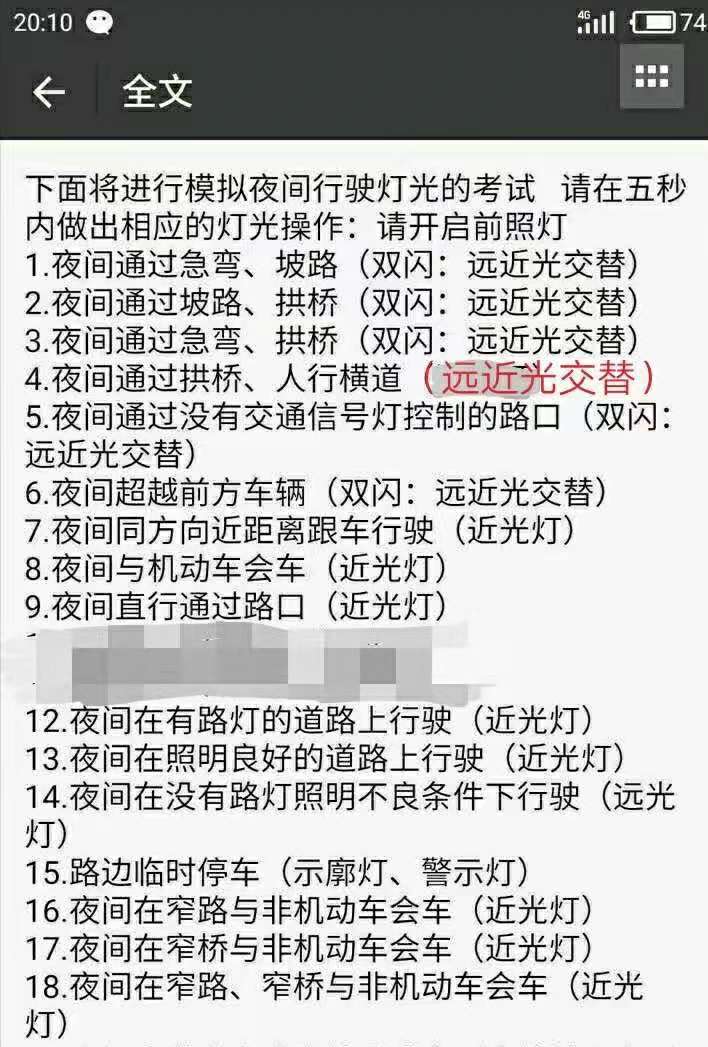 20:10
4G
74
全文
下面将进行模拟夜间行驶灯光的考试 请在五秒
内做出相应的灯光操作：请开启前照灯
1.夜间通过急弯、坡路（双闪：远近光交替）
2.夜间通过坡路、拱桥（双闪：远近光交替）
3.夜间通过急弯、拱桥（双闪：远近光交替）
4.夜间通过拱桥、人行横道（远近光交替）
5.夜间通过没有交通信号灯控制的路口（双闪：
远近光交替）
6.夜间超越前方车辆（双闪：远近光交替）
7.夜间同方向近距离跟车行驶（近光灯）
8.夜间与机动车会车（近光灯）
9.夜间直行通过路口（近光灯）
12.夜间在有路灯的道路上行驶（近光灯）
13.夜间在照明良好的道路上行驶（近光灯）
14.夜间在没有路灯照明不良条件下行驶（远光
灯）
15.路边临时停车（示廓灯、警示灯）
16.夜间在窄路与非机动车会车（近光灯）
17.夜间在窄桥与非机动车会车（近光灯）
18.夜间在窄路、窄桥与非机动车会车（近光
灯）